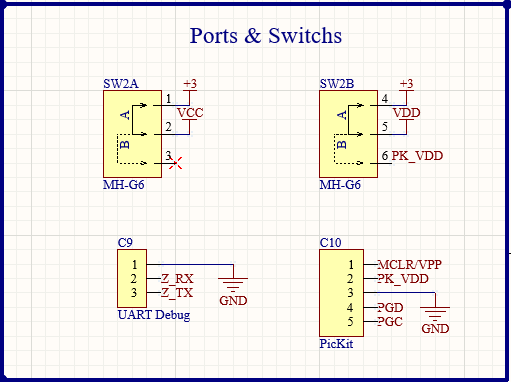 Ports & Switchs
SW2A
A
B
1
+3
2
VCC
3
MH-G6
SW2B
A
B
4
+3
5
VDD
6
PK_VDD
MH-G6
C9
1
2
Z_RX
3
Z_TX
GND
UART Debug
C10
1
MCLR/VPP
2
PK_VDD
3
4
PGD
5
PGC
GND
PicKit